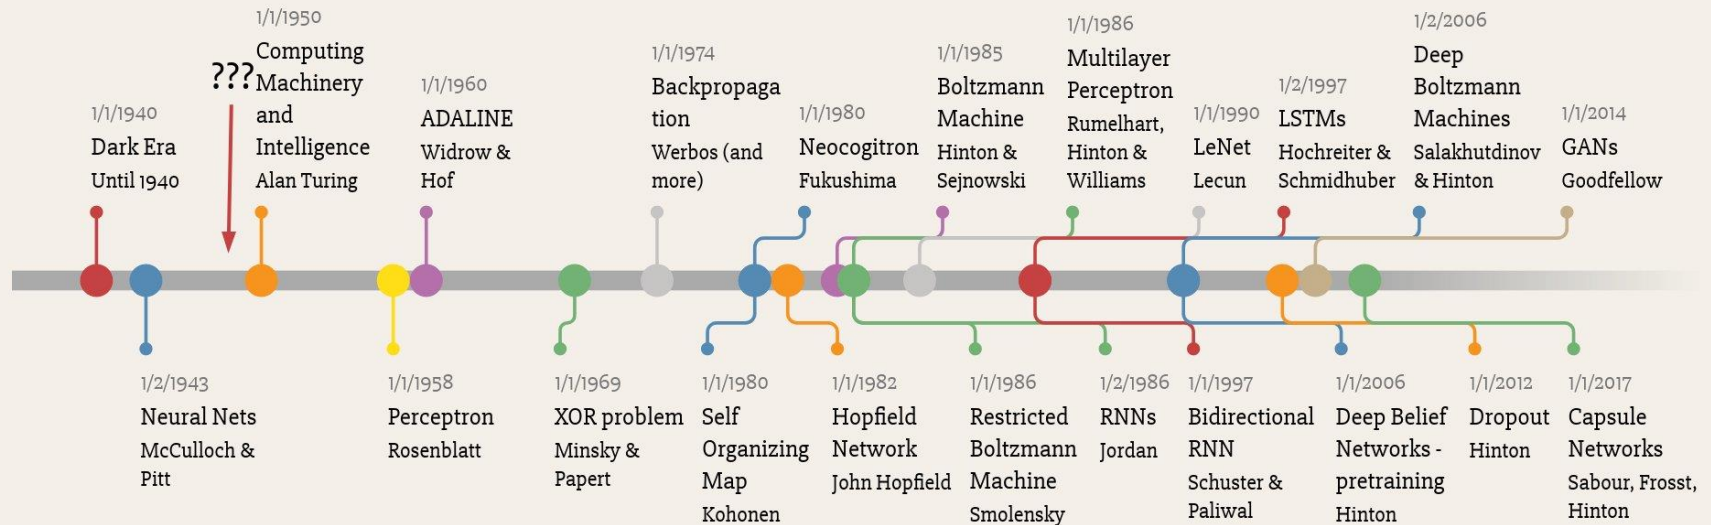 1/1/1940
Dark Era
Until 1940
???
1/1/1950
Computing
Machinery
and
Intelligence
Alan Turing
1/1/1960
ADALINE
Widrow &
Hof
1/1/1974
Backpropaga
tion
Werbos (and
more)
1/1/1980
Neocogitron
Fukushima
1/1/1985
Boltzmann
Machine
Hinton &
Sejnowski
1/1/1986
Multilayer
Perceptron
Rumelhart,
Hinton &
Williams
1/1/1990
LeNet
Lecun
1/2/1997
LSTMs
Hochreiter &
Schmidhuber
1/2/2006
Deep
Boltzmann
Machines
Salakhutdinov
& Hinton
1/1/2014
GANs
Goodfellow
1/2/1943
Neural Nets
McCulloch &
Pitt
1/1/1958
Perceptron
Rosenblatt
1/1/1969
XOR problem
Minsky &
Papert
1/1/1980
Self
Organizing
Map
Kohonen
1/1/1982
Hopfield
Network
John Hopfield
1/1/1986
Restricted
Boltzmann
Machine
Smolensky
1/2/1986
RNNs
Jordan
1/1/1997
Bidirectional
RNN
Schuster &
Paliwal
1/1/2006
Deep Belief
Networks -
pretraining
Hinton
1/1/2012
Dropout
Hinton
1/1/2017
Capsule
Networks
Sabour, Frosst,
Hinton